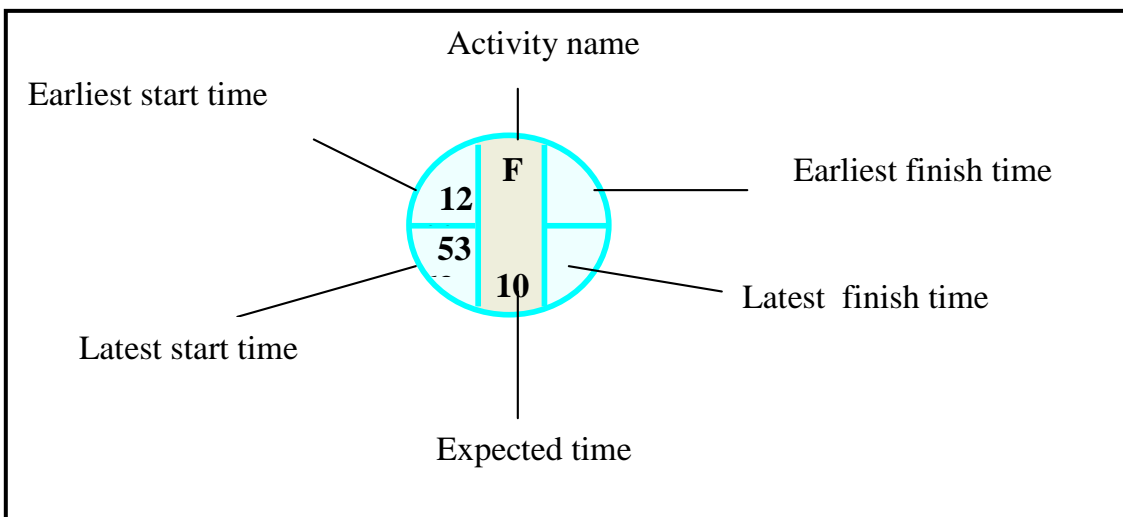 Activity name
Earliest start time
F
Earliest finish time
12
53
10
Latest finish time
Latest start time
Expected time